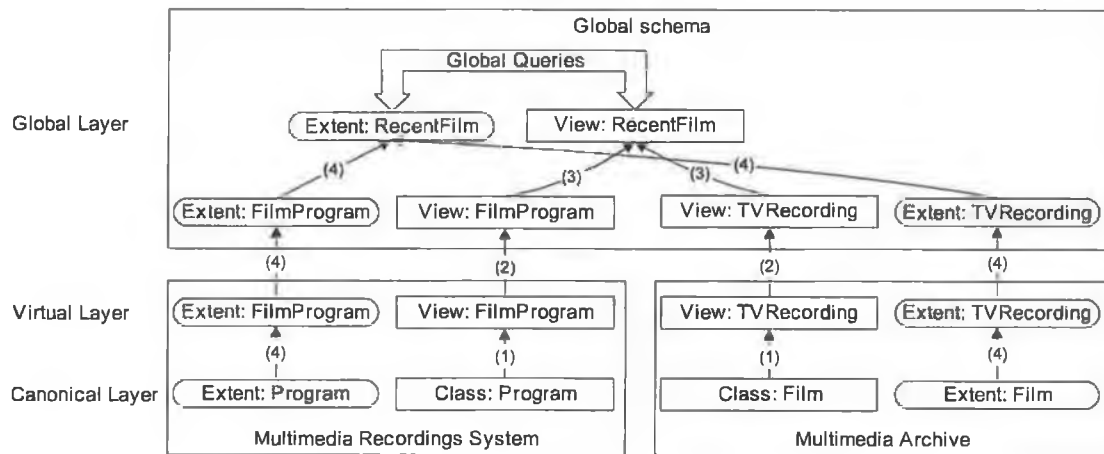 Global schema
Global Queries
Global Layer
Extent: RecentFilm
View: RecentFilm
(4)
(3)
(3)
(4)
Extent: FilmProgram
View: FilmProgram
View: TVRecording
Extent: TVRecording
(4)
(2)
(2)
(4)
Virtual Layer
Extent: FilmProgram
View: FilmProgram
View: TVRecording
Extent: TVRecording
(4)
(1)
(1)
(4)
Canonical Layer
Extent: Program
Class: Program
Class: Film
Extent: Film
Multimedia Recordings System
Multimedia Archive